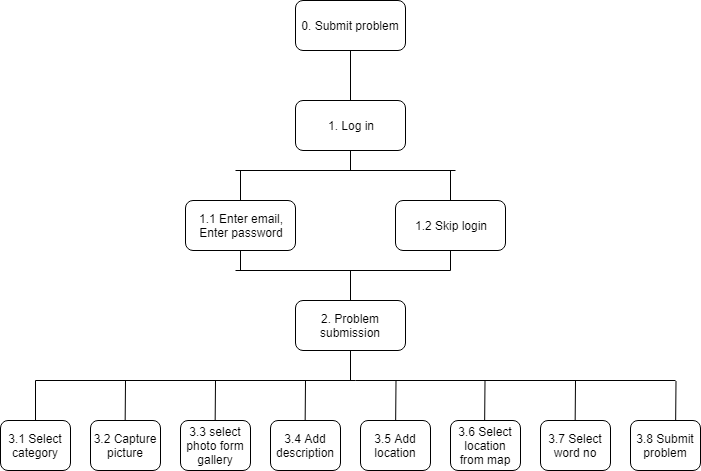 0. Submit problem
1. Log in
1.1 Enter email,
Enter password
1.2 Skip login
2. Problem
submission
3.1 Select
category
3.2 Capture
picture
3.3 select
photo form
gallery
3.4 Add
description
3.5 Add
location
3.6 Select
location
from map
3.7 Select
word no
3.8 Submit
problem